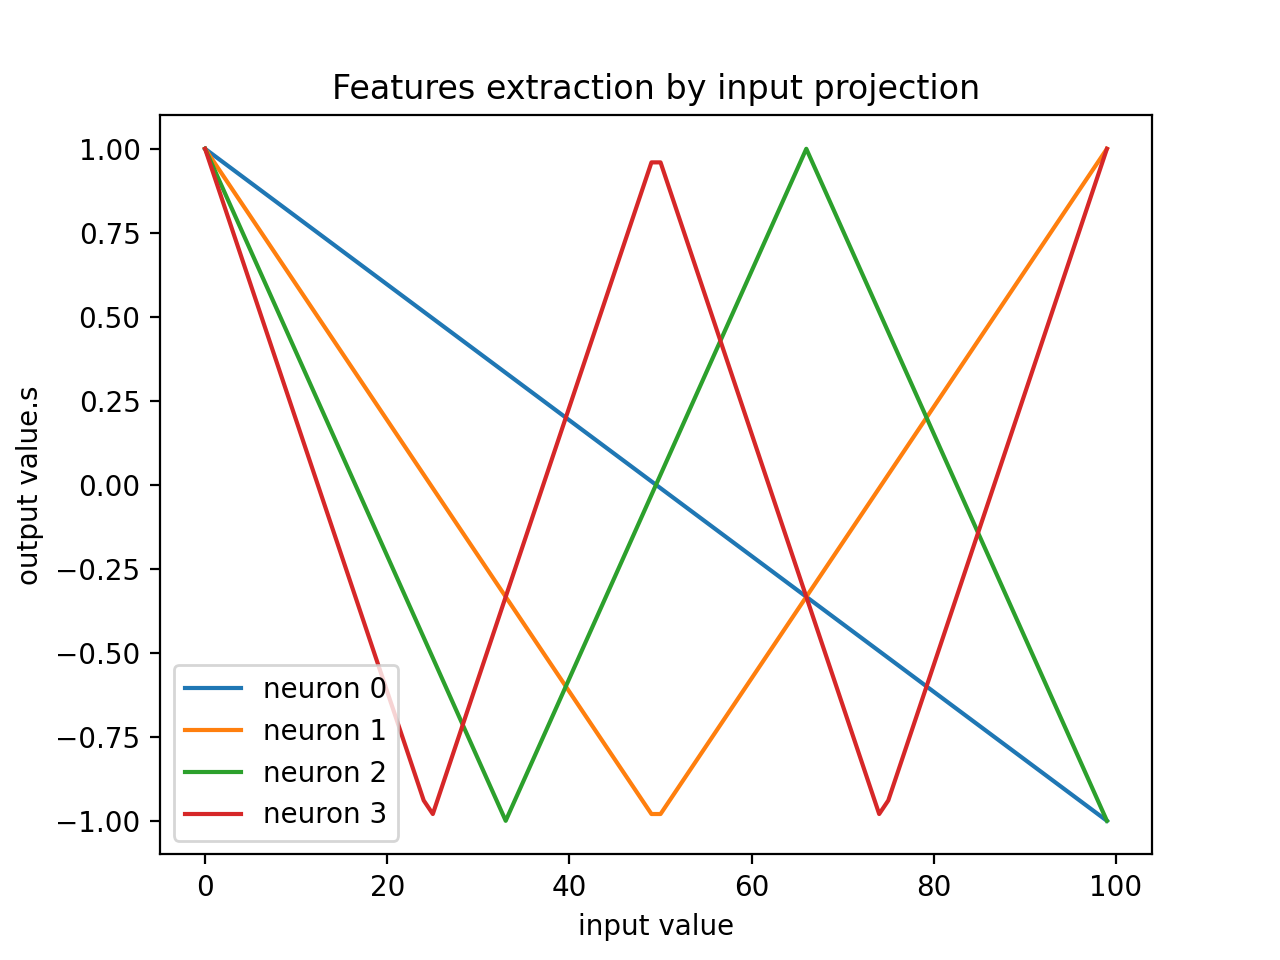 Features extraction by input projection
output value.s
1.00
0.75
0.50
0.25
0.00
−0.25
−0.50
−0.75
−1.00
neuron 0
neuron 1
neuron 2
neuron 3
0 20 40 60 80 100
input value